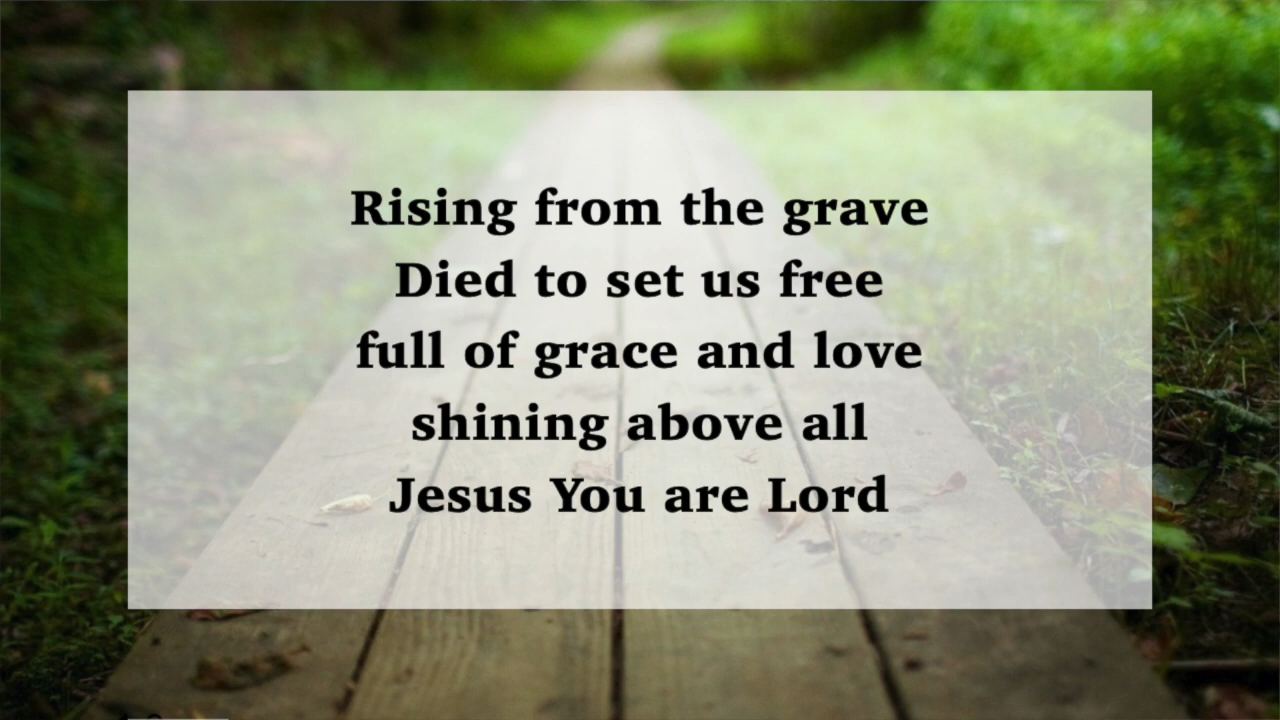 Rising from the grave
Died to set us free
full of grace and love
shining above all
Jesus You are Lord